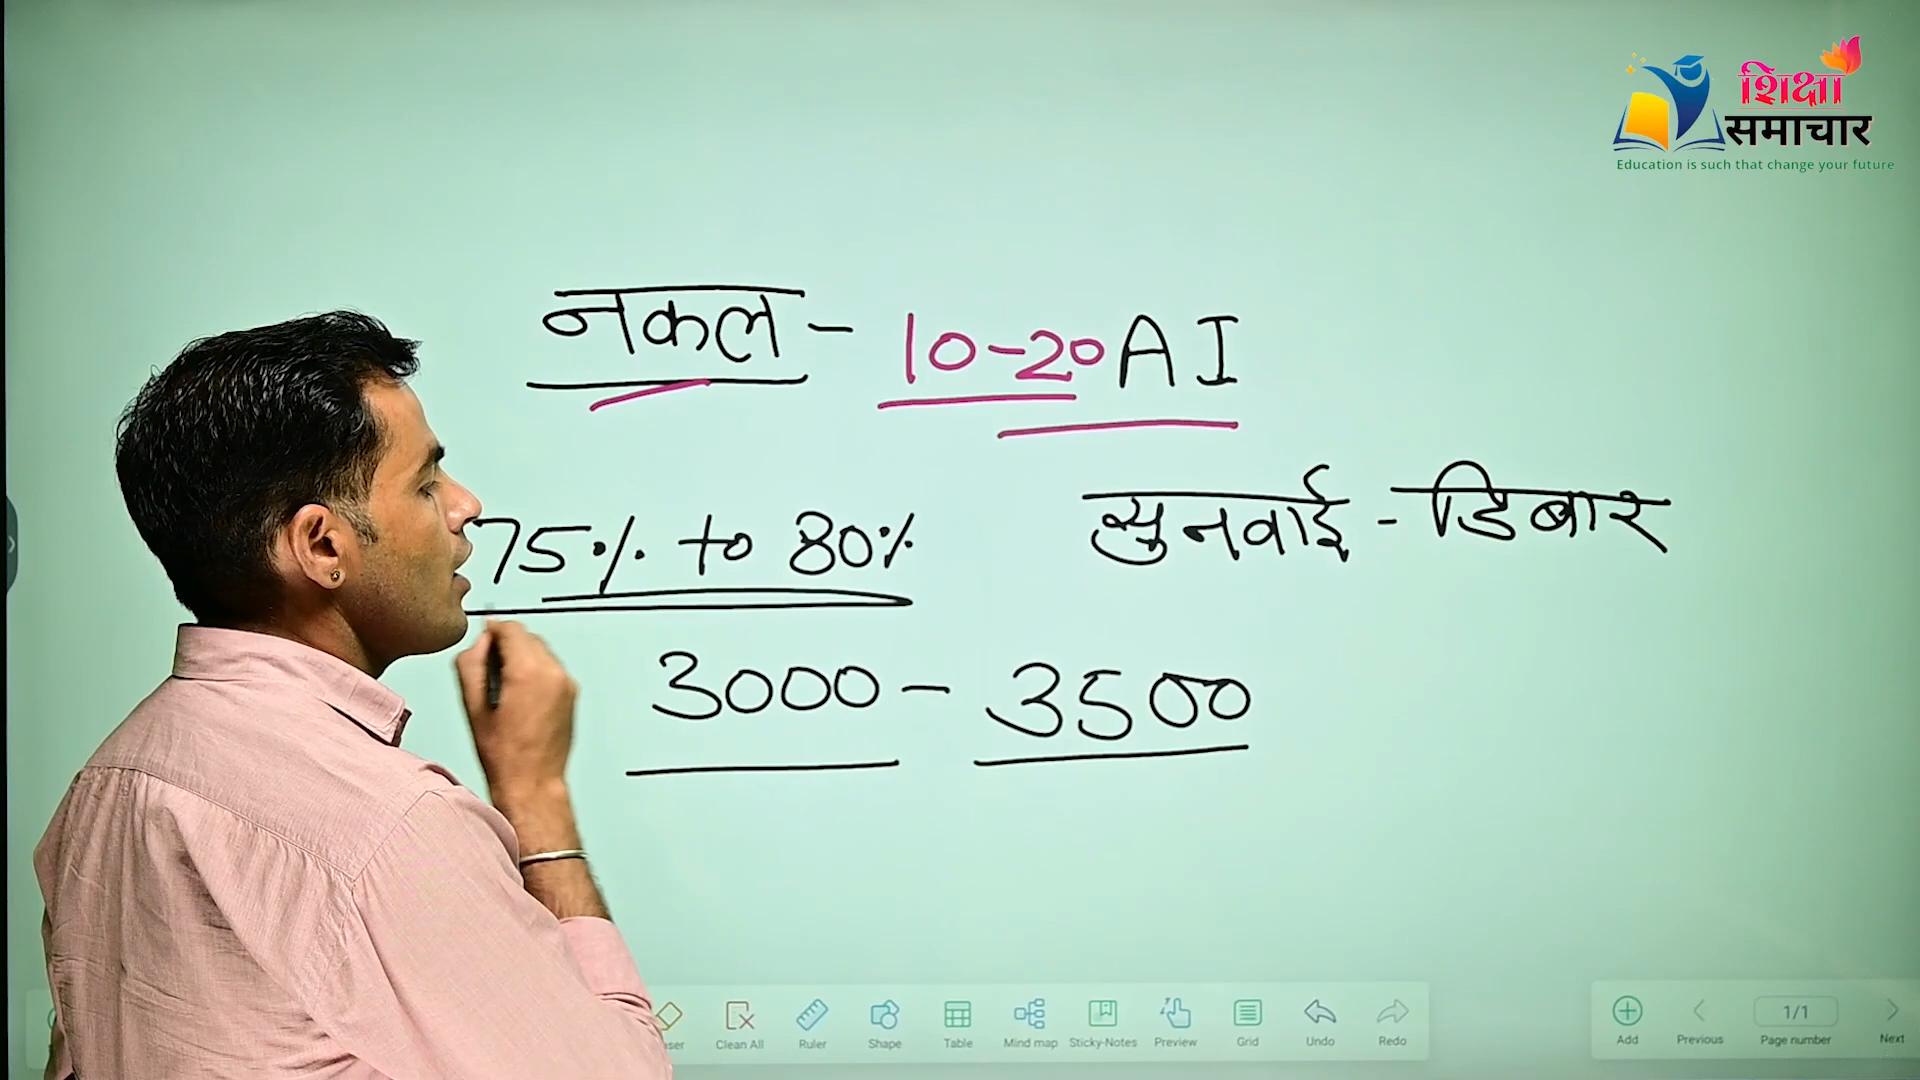 शिक्षा
समाचार
Education is such that change your future
नकल - 10-20 AI
सुनवाई - डिबार
75% to 80%
3000 - 3500
Clean All
Ruler
Shape
Table
Mind map
Sticky-Notes
Preview
Grid
Undo
Redo
Add
Previous
1/1
Page number
Next